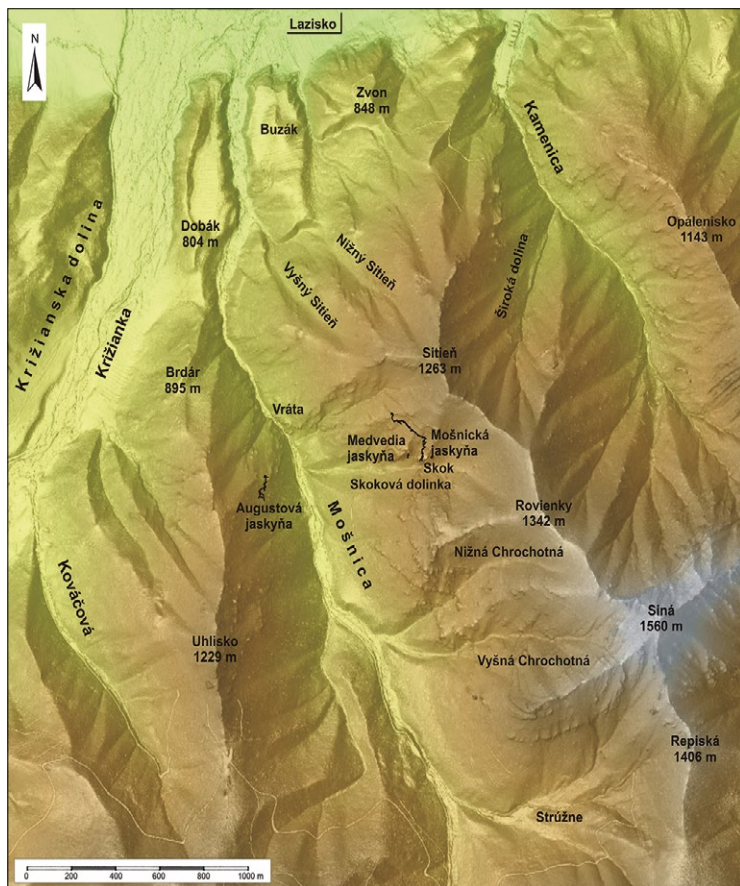 Lazisko
N
Zvon
848 m
Buzák
Kamenica
Križianska dolina
Dobák
804 m
Opálenisko
1143 m
Nižný Sitieň
Vyšný Sitieň
Široká dolina
Križianka
Sitieň
1263 m
Brdár
895 m
Vráta
Medvedia
jaskyňa
Mošnická
jaskyňa
Skok
Skoková dolinka
Augustová
jaskyňa
Mošnica
Rovienky
1342 m
Nižná Chrochotná
Kováčová
Siná
1560 m
Uhlisko
1229 m
Vyšná Chrochotná
Repiská
1406 m
Strúžne
0 200 400 600 800 1000 m